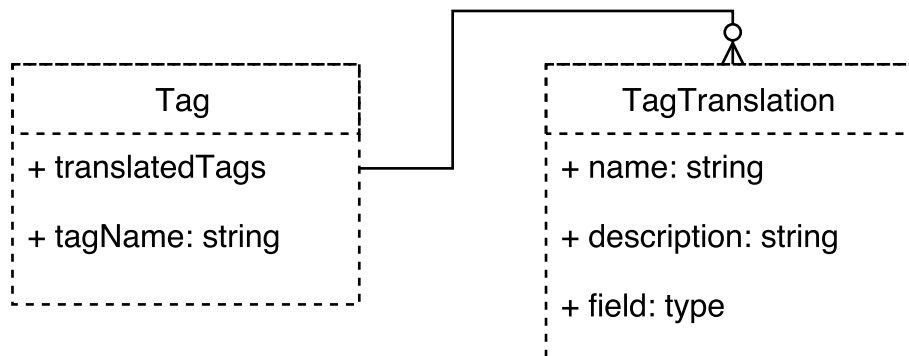 Tag
+ translatedTags
+ tagName: string
TagTranslation
+ name: string
+ description: string
+ field: type